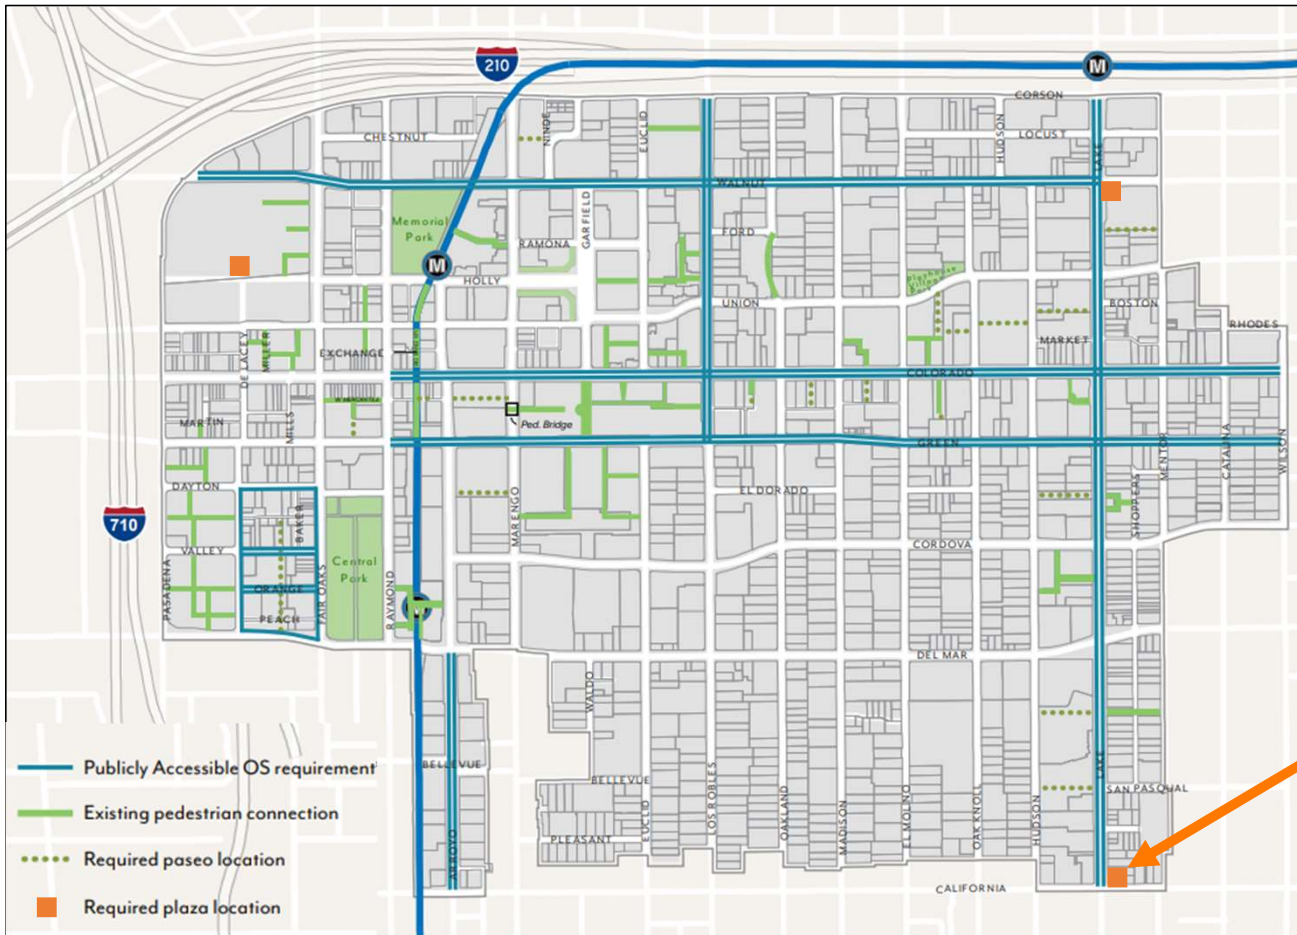 210
M
CORSON
CHESTNUT
NINDE
EUCLID
HUDSON
LOCUST
LAKE
WALNUT
Memorial
Park
GARFIELD
RAMONA
FORD
M
HOLLY
Playhouse
Village
Park
UNION
BOSTON
RHODES
DE LACEY
MILLER
EXCHANGE
MARKET
COLORADO
W MERCANTILE
MARTIN
MILLS
Ped. Bridge
GREEN
MENTOR
CATALINA
WILSON
DAYTON
EL DORADO
SHOPPERS
710
BAKER
MARENGO
VALLEY
CORDOVA
Central
Park
PASADENA
ORANGE
FAIR OAKS
RAYMOND
PEACH
M
DEL MAR
WALDO
BELLEVUE
BELLEVUE
LAKE
SAN PASQUAL
ARROYO
PLEASANT
EUCLID
LOS ROBLES
OAKLAND
MADISON
EL MOLINO
OAK KNOLL
HUDSON
CALIFORNIA
Publicly Accessible OS requirement
Existing pedestrian connection
Required paseo location
Required plaza location